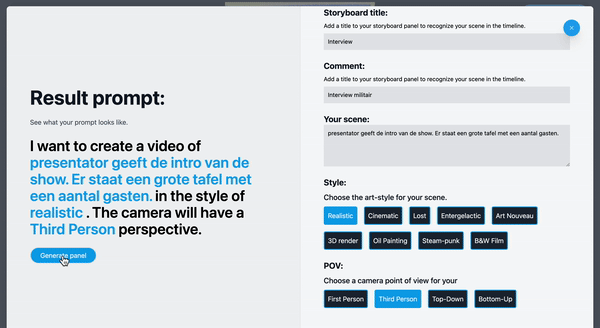 Result prompt:
See what your prompt looks like.
I want to create a video of
presentator geeft de intro van de
show. Er staat een grote tafel met
een aantal gasten. in the style of
realistic . The camera will have a
Third Person perspective.
Generate panel
Storyboard title:
Add a title to your storyboard panel to recognize your scene in the timeline.
Interview
Comment:
Add a title to your storyboard panel to recognize your scene in the timeline.
Interview militair
Your scene:
presentator geeft de intro van de show. Er staat een grote tafel met een aantal gasten.
Style:
Choose the art-style for your scene.
Realistic Cinematic Lost Entergelactic Art Nouveau
3D render Oil Painting Steam-punk B&W Film
POV:
Choose a camera point of view for your
First Person Third Person Top-Down Bottom-Up